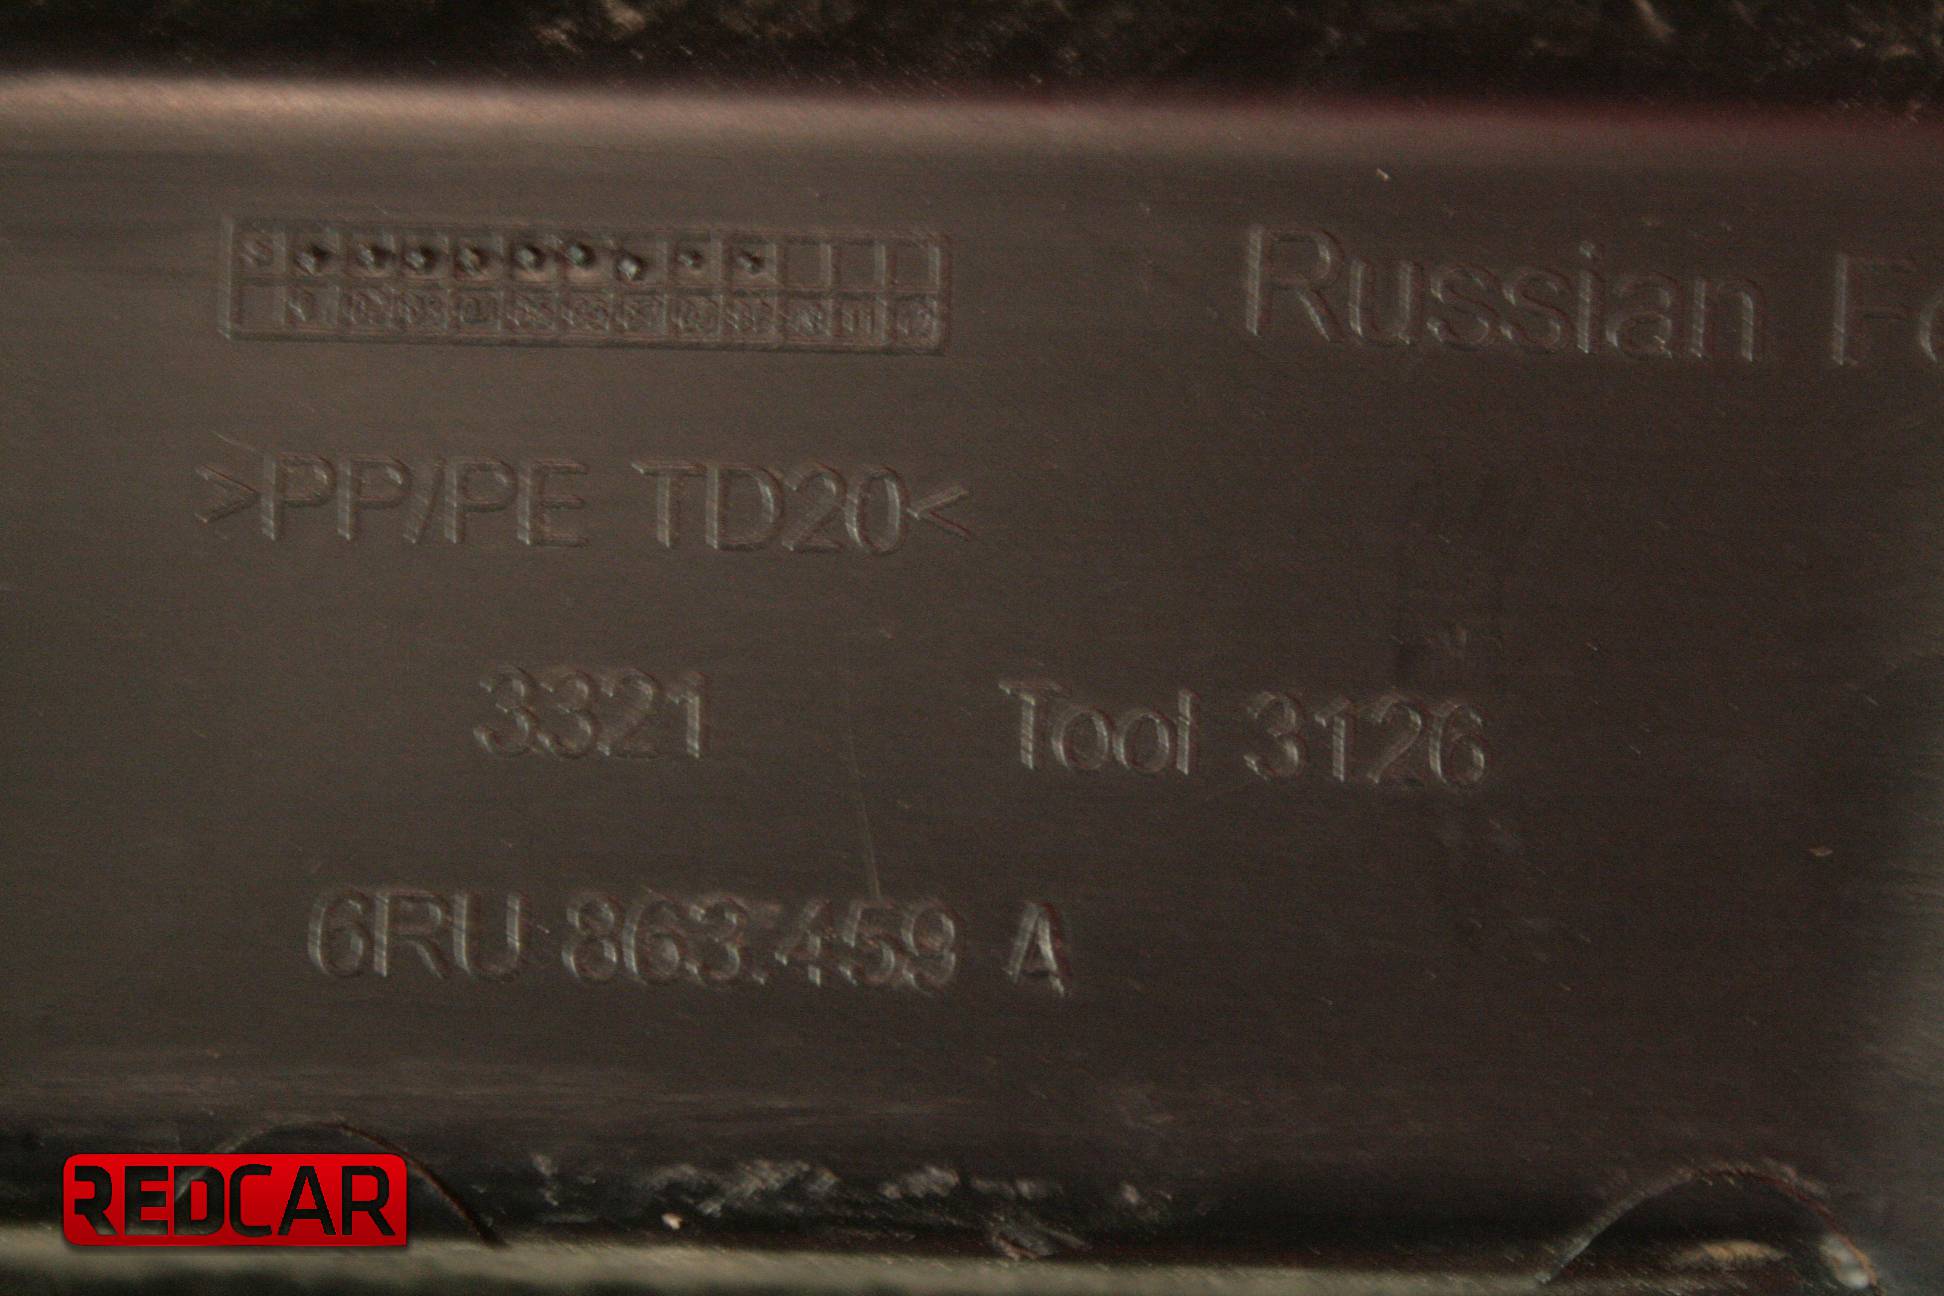 Russian
>PP/PE TD20<
3321 Tool 3126
6RU 863.459 A
REDCAR